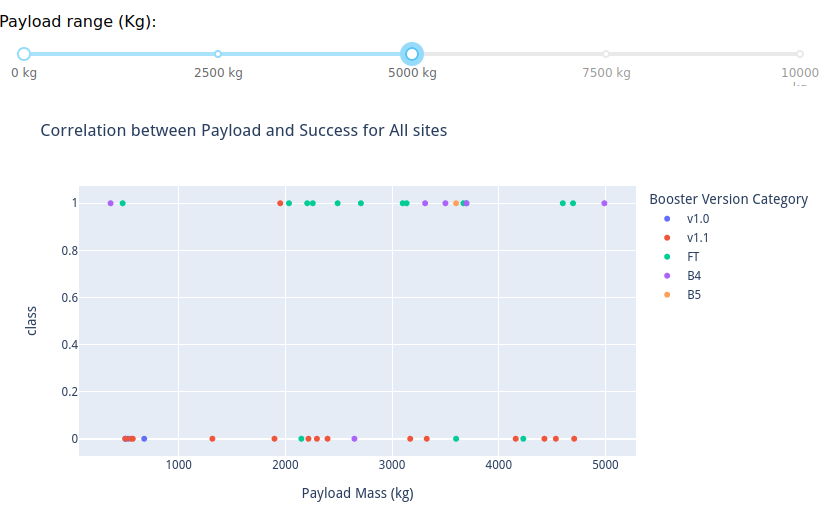 Payload range (Kg):
0 kg 2500 kg 5000 kg 7500 kg 10000
Correlation between Payload and Success for All sites
Booster Version Category
v1.0
v1.1
FT
B4
B5
1
0.8
0.6
0.4
0.2
0
class
1000 2000 3000 4000 5000
Payload Mass (kg)